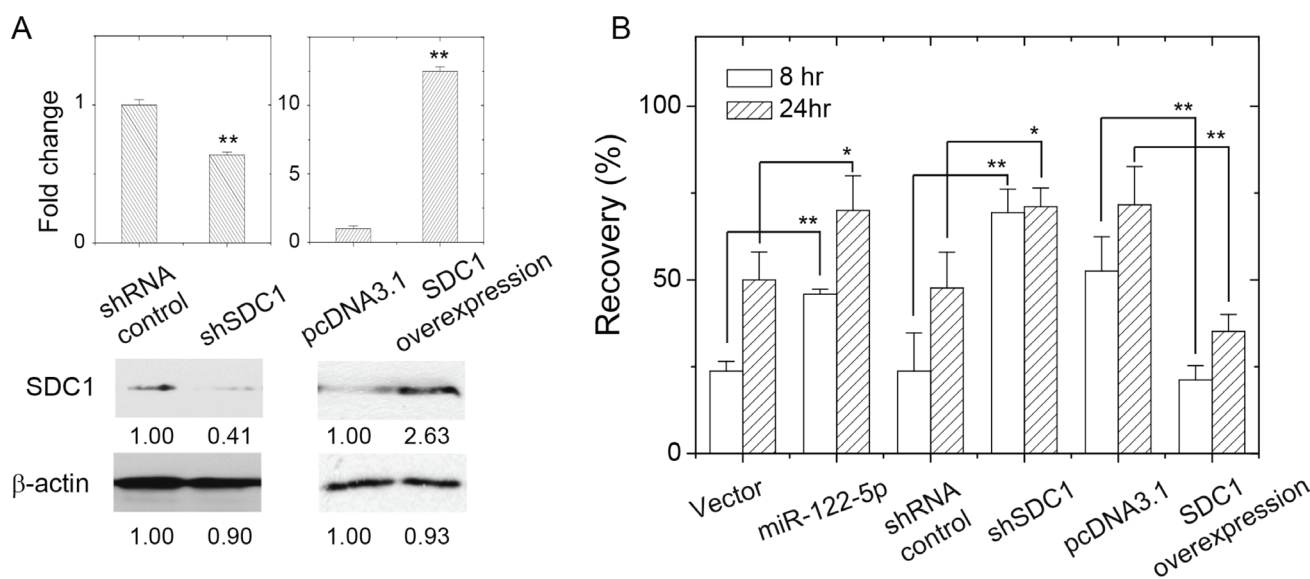 A
Fold change
1
0
**
10
5
0
**
shRNA
control
shSDC1
pcDNA3.1
SDC1
overexpression
SDC1
1.00 0.41 1.00 2.63
β-actin
1.00 0.90 1.00 0.93
B
Recovery (%)
100
50
0
8 hr
24hr
**
*
**
*
**
**
Vector
miR-122-5p
shRNA
control
shSDC1
pcDNA3.1
SDC1
overexpression